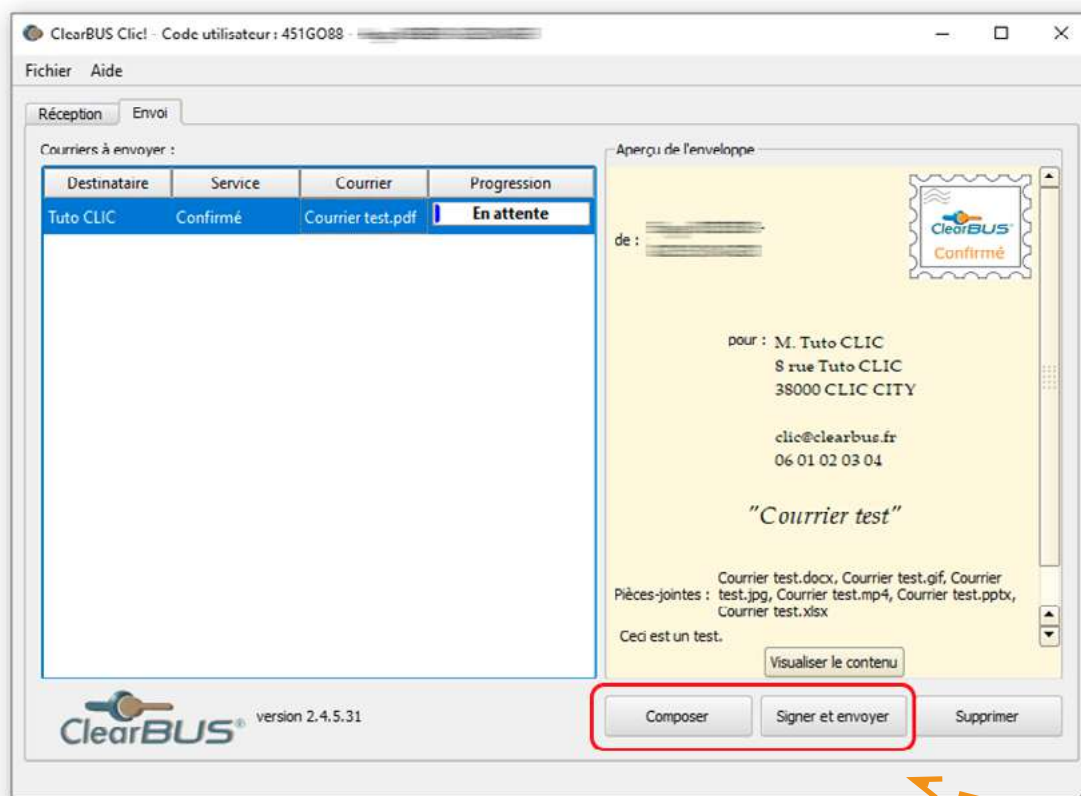 ClearBUS Clic! - Code utilisateur : 451GO88 -
Fichier Aide
Réception Envoi
Courriers à envoyer :
Destinataire Service Courrier Progression
Tuto CLIC Confirmé Courrier test.pdf En attente
Aperçu de l'enveloppe
ClearBUS
Confirmé
de :
pour : M. Tuto CLIC
8 rue Tuto CLIC
38000 CLIC CITY
clic@clearbus.fr
06 01 02 03 04
"Courrier test"
Courrier test.docx, Courrier test.gif, Courrier
Pièces-jointes : test.jpg, Courrier test.mp4, Courrier test.pptx,
Courrier test.xlsx
Ceci est un test.
Visualiser le contenu
ClearBUS® version 2.4.5.31
Composer Signer et envoyer Supprimer